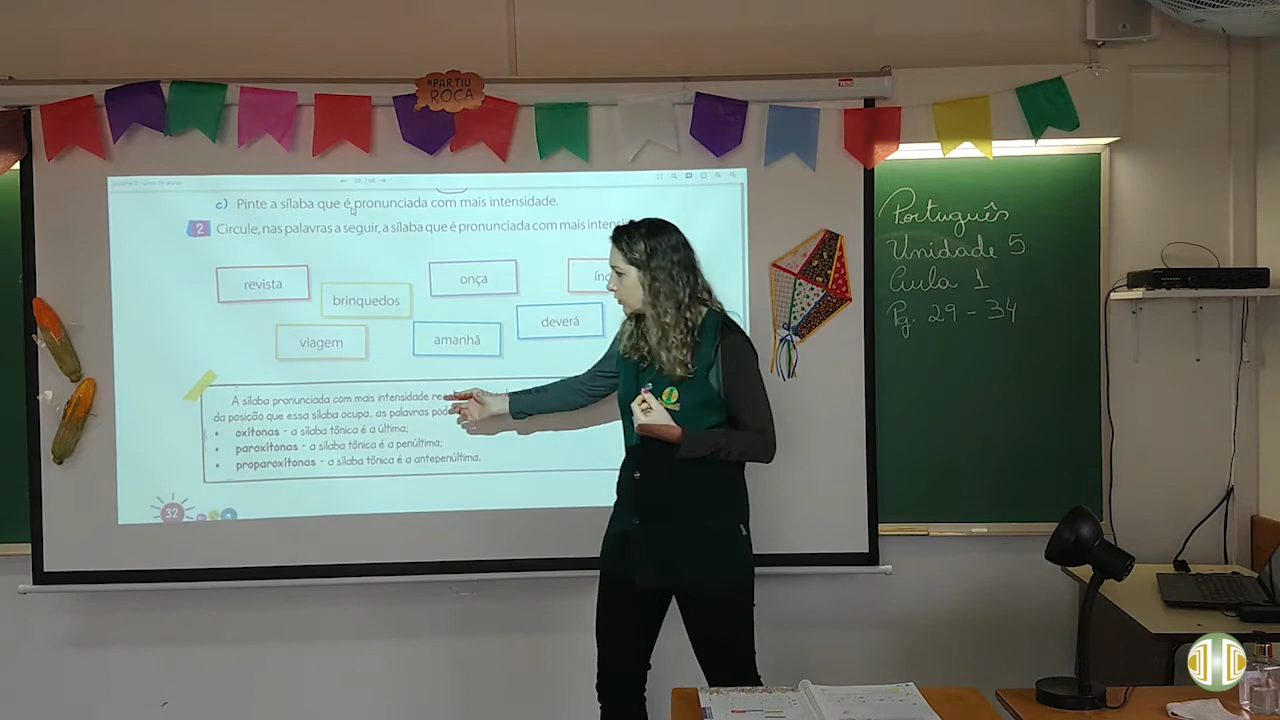 #PARTIU
ROÇA
c) Pinte a sílaba que é pronunciada com mais intensidade.
2 Circule, nas palavras a seguir, a sílaba que é pronunciada com mais
revista
brinquedos
onça
viagem
amanhã
deverá
A sílaba pronunciada com mais intensidade
da posição que essa sílaba ocupa, as palavras
• oxítonas - a sílaba tônica é a última;
• paroxítonas - a sílaba tônica é a penúltima;
• proparoxítonas - a sílaba tônica é a antepenúltima.
32
Português
Unidade 5
Aula 1
Pg. 29 - 34